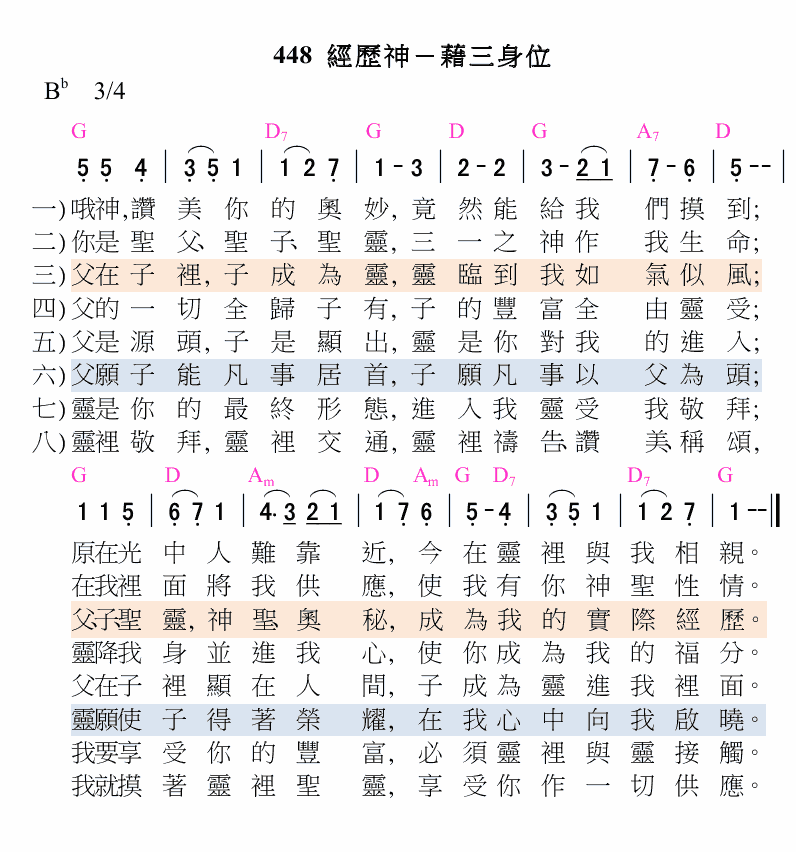 448 經歷神－藉三身位
B♭ 3/4
G D7 G D G A7 D
5 5 4 | 3 5 1 | 1 2 7 | 1 - 3 | 2 - 2 | 3 - 2 1 | 7 - 6 | 5 - - |
一)哦神,讚美你的奧妙,竟然能給我們摸到;
二)你是聖父、聖子、聖靈,三一之神作我生命;
三)父在子裡,子成為靈,靈臨到我如氣似風;
四)父的一切全歸子有,子的豐富全由靈受;
五)父是源頭,子是顯出,靈是你對我的進入;
六)父願子能凡事居首,子願凡事以父為頭;
七)靈是你的最終形態,進入我靈受我敬拜;
八)靈裡敬拜,靈裡交通,靈裡禱告、讚美、稱頌,
G D Am D Am G D7 D7 G
1 1 5 | 6 7 1 | 4. 3 2 1 | 1 7 6 | 5 - 4 | 3 5 1 | 1 2 7 | 1 - - ||
原在光中人難靠近,今在靈裡與我相親。
在我裡面將我供應,使我有你神聖性情。
父、子、聖靈,神聖、奧秘,成為我的實際經歷。
靈降我身並進我心,使你成為我的福分。
父在子裡顯在人間,子成為靈進我裡面。
靈願使子得著榮耀,在我心中向我啟曉。
我要享受你的豐富,必須靈裡與靈接觸。
我就摸著靈裡聖靈,享受你作一切供應。